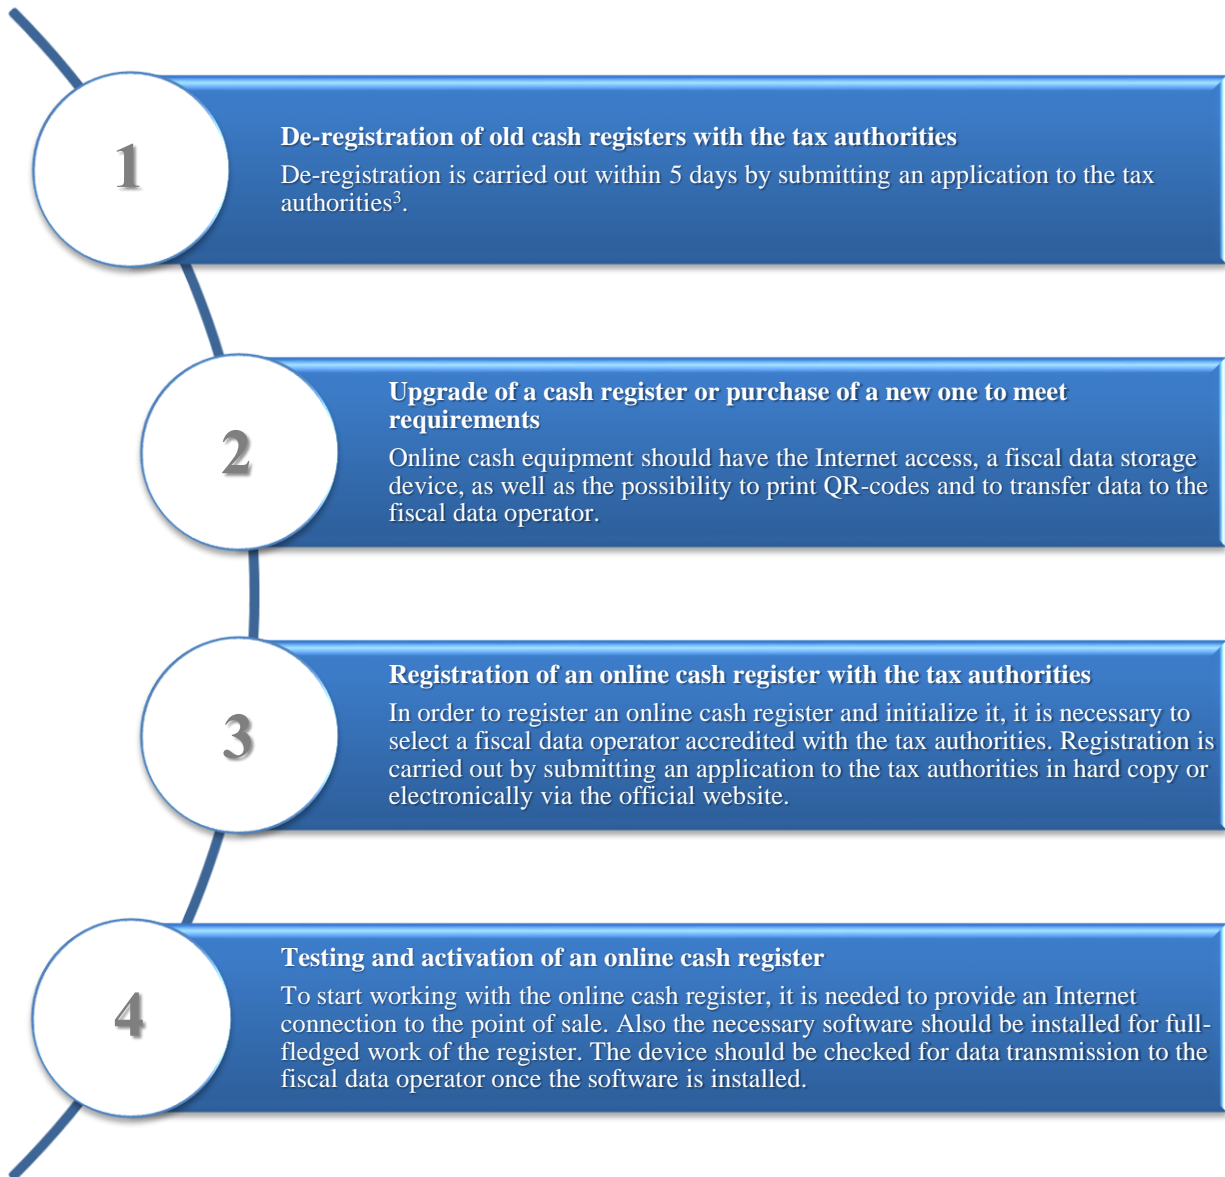 1
De-registration of old cash registers with the tax authorities
De-registration is carried out within 5 days by submitting an application to the tax
authorities³.
2
Upgrade of a cash register or purchase of a new one to meet
requirements
Online cash equipment should have the Internet access, a fiscal data storage
device, as well as the possibility to print QR-codes and to transfer data to the
fiscal data operator.
3
Registration of an online cash register with the tax authorities
In order to register an online cash register and initialize it, it is necessary to
select a fiscal data operator accredited with the tax authorities. Registration is
carried out by submitting an application to the tax authorities in hard copy or
electronically via the official website.
4
Testing and activation of an online cash register
To start working with the online cash register, it is needed to provide an Internet
connection to the point of sale. Also the necessary software should be installed for full-
fledged work of the register. The device should be checked for data transmission to the
fiscal data operator once the software is installed.